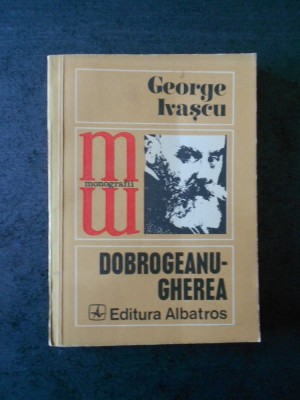 George
Ivașcu
m
monografii
m
DOBROGEANU-
GHEREA
Editura Albatros